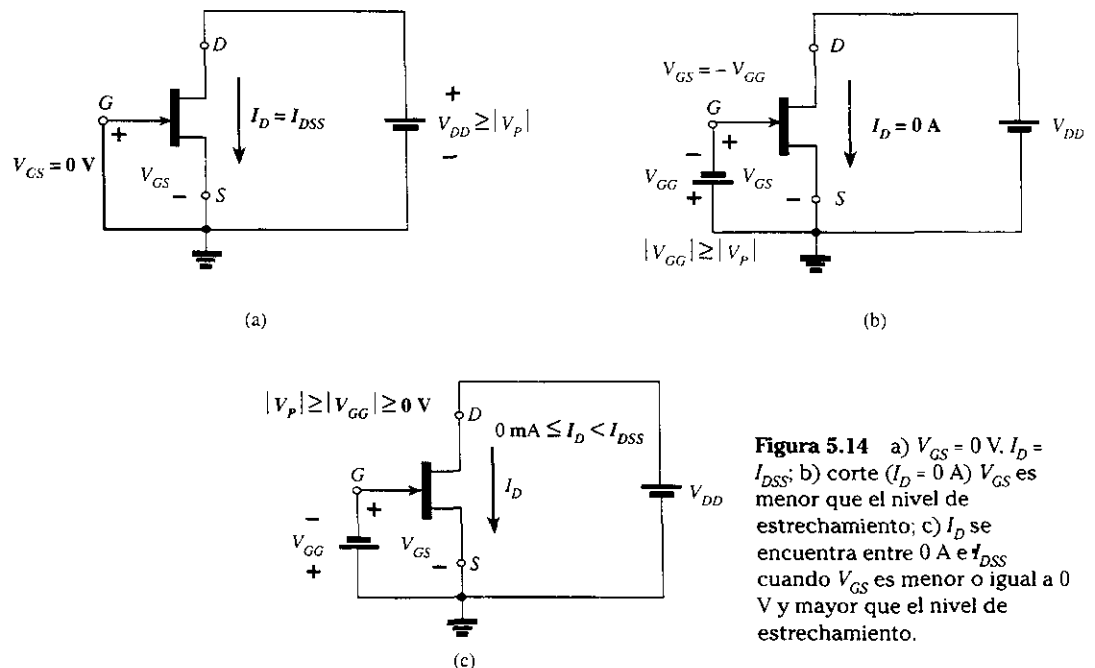 D
G
+
I_D = I_DSS
+
V_DD ≥ |V_P|
−
V_GS = 0 V
V_GS
−
S
(a)
V_GS = − V_GG
D
G
−
+
I_D = 0 A
V_DD
V_GG
V_GS
+
−
S
|V_GG| ≥ |V_P|
(b)
|V_P| ≥ |V_GG| ≥ 0 V
D
0 mA ≤ I_D < I_DSS
G
−
+
I_D
V_DD
V_GG
V_GS
+
−
S
(c)
Figura 5.14 a) V_GS = 0 V. I_D =
I_DSS; b) corte (I_D = 0 A) V_GS es
menor que el nivel de
estrechamiento; c) I_D se
encuentra entre 0 A e I_DSS
cuando V_GS es menor o igual a 0
V y mayor que el nivel de
estrechamiento.